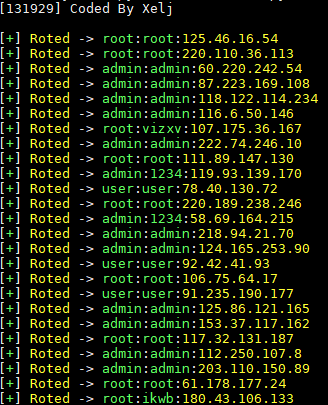 [131929] Coded By Xelj
[+] Roted -> root:root:125.46.16.54
[+] Roted -> root:root:220.110.36.113
[+] Roted -> admin:admin:60.220.242.54
[+] Roted -> admin:admin:87.223.169.108
[+] Roted -> admin:admin:118.122.114.234
[+] Roted -> admin:admin:116.6.50.146
[+] Roted -> root:vizxv:107.175.36.167
[+] Roted -> admin:admin:222.74.246.10
[+] Roted -> root:root:111.89.147.130
[+] Roted -> admin:1234:119.93.139.170
[+] Roted -> user:user:78.40.130.72
[+] Roted -> root:root:220.189.238.246
[+] Roted -> admin:1234:58.69.164.215
[+] Roted -> admin:admin:218.94.21.70
[+] Roted -> admin:admin:124.165.253.90
[+] Roted -> user:user:92.42.41.93
[+] Roted -> root:root:106.75.64.17
[+] Roted -> user:user:91.235.190.177
[+] Roted -> admin:admin:125.86.121.165
[+] Roted -> admin:admin:153.37.117.162
[+] Roted -> root:root:117.32.131.187
[+] Roted -> admin:admin:112.250.107.8
[+] Roted -> admin:admin:203.110.150.89
[+] Roted -> root:root:61.178.177.24
[+] Roted -> root:ikwb:180.43.106.133